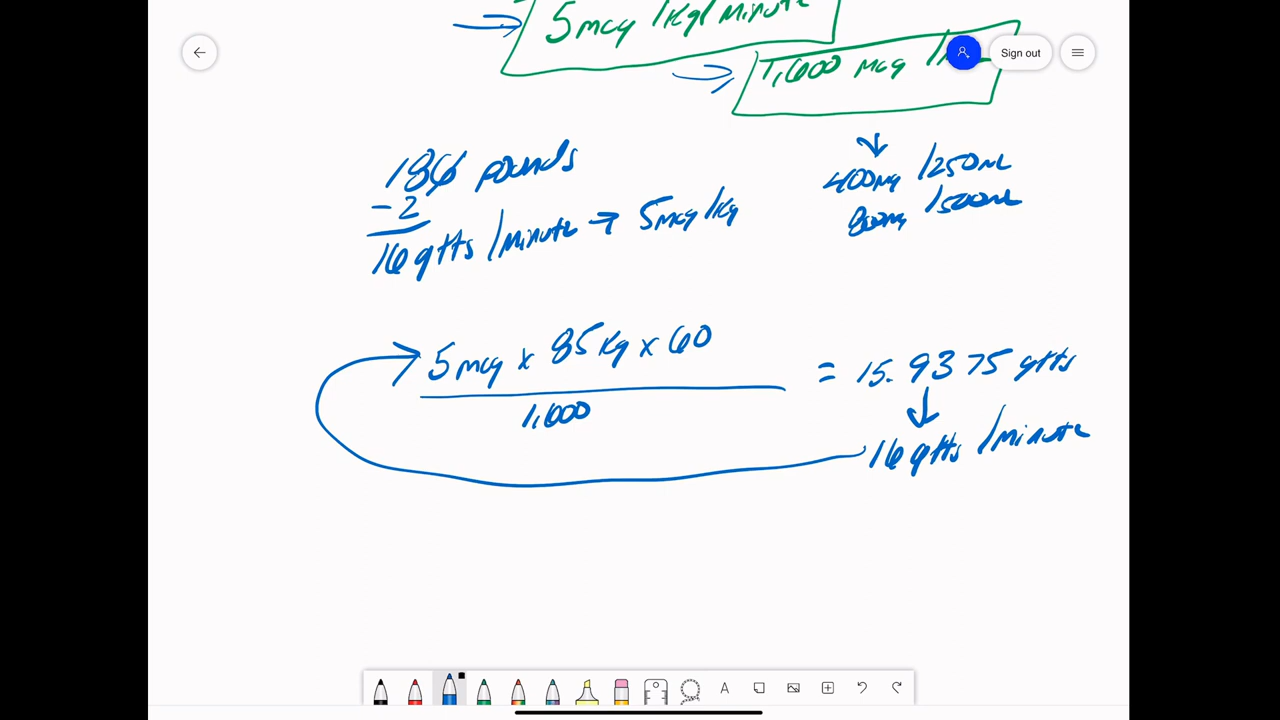 5mcg /Kg/minute
Sign out
1,600 mcg
186 pounds
400mg /250mL
-2
800mg /500mL
16gtts /minute → 5mcg/Kg
5mcg x 85Kg x 60
1,600
= 15.9375 gtts
16gtts /minute
A